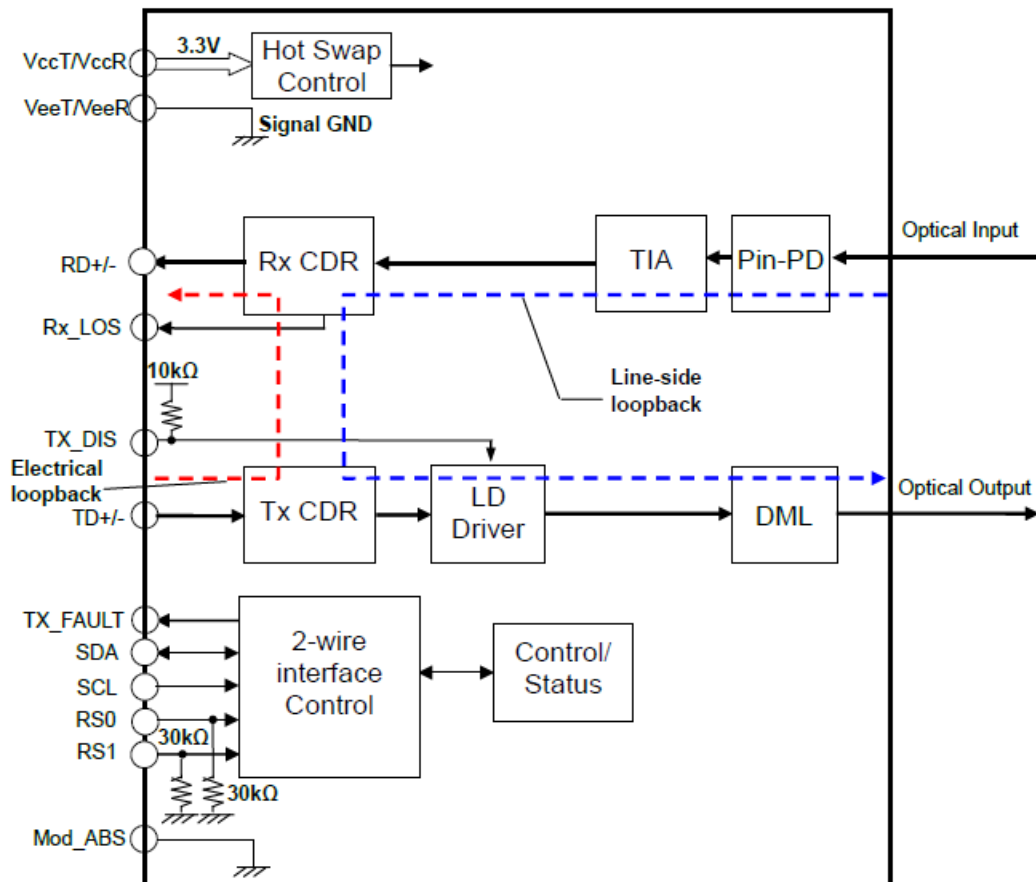 VccT/VccR
3.3V
Hot Swap
Control
VeeT/VeeR
Signal GND
Optical Input
RD+/-
Rx CDR
TIA
Pin-PD
Rx_LOS
10kΩ
Line-side
loopback
TX_DIS
Electrical
loopback
TD+/-
Tx CDR
LD
Driver
DML
Optical Output
TX_FAULT
SDA
SCL
RS0
RS1
2-wire
interface
Control
Control/
Status
30kΩ
30kΩ
Mod_ABS